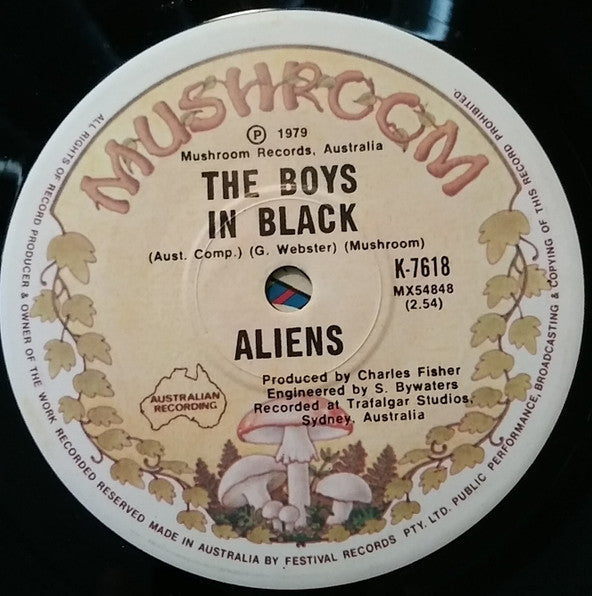 MUSHROOM
Ⓟ 1979
Mushroom Records, Australia
THE BOYS
IN BLACK
(Aust. Comp.) (G. Webster) (Mushroom)
K-7618
MX54848
(2.54)
ALIENS
Produced by Charles Fisher
Engineered by S. Bywaters
Recorded at Trafalgar Studios,
Sydney, Australia
AUSTRALIAN
RECORDING
ALL RIGHTS OF RECORD PRODUCER & OWNER OF THE WORK RECORDED RESERVED MADE IN AUSTRALIA BY FESTIVAL RECORDS PTY. LTD. PUBLIC PERFORMANCE, BROADCASTING & COPYING OF THIS RECORD PROHIBITED.